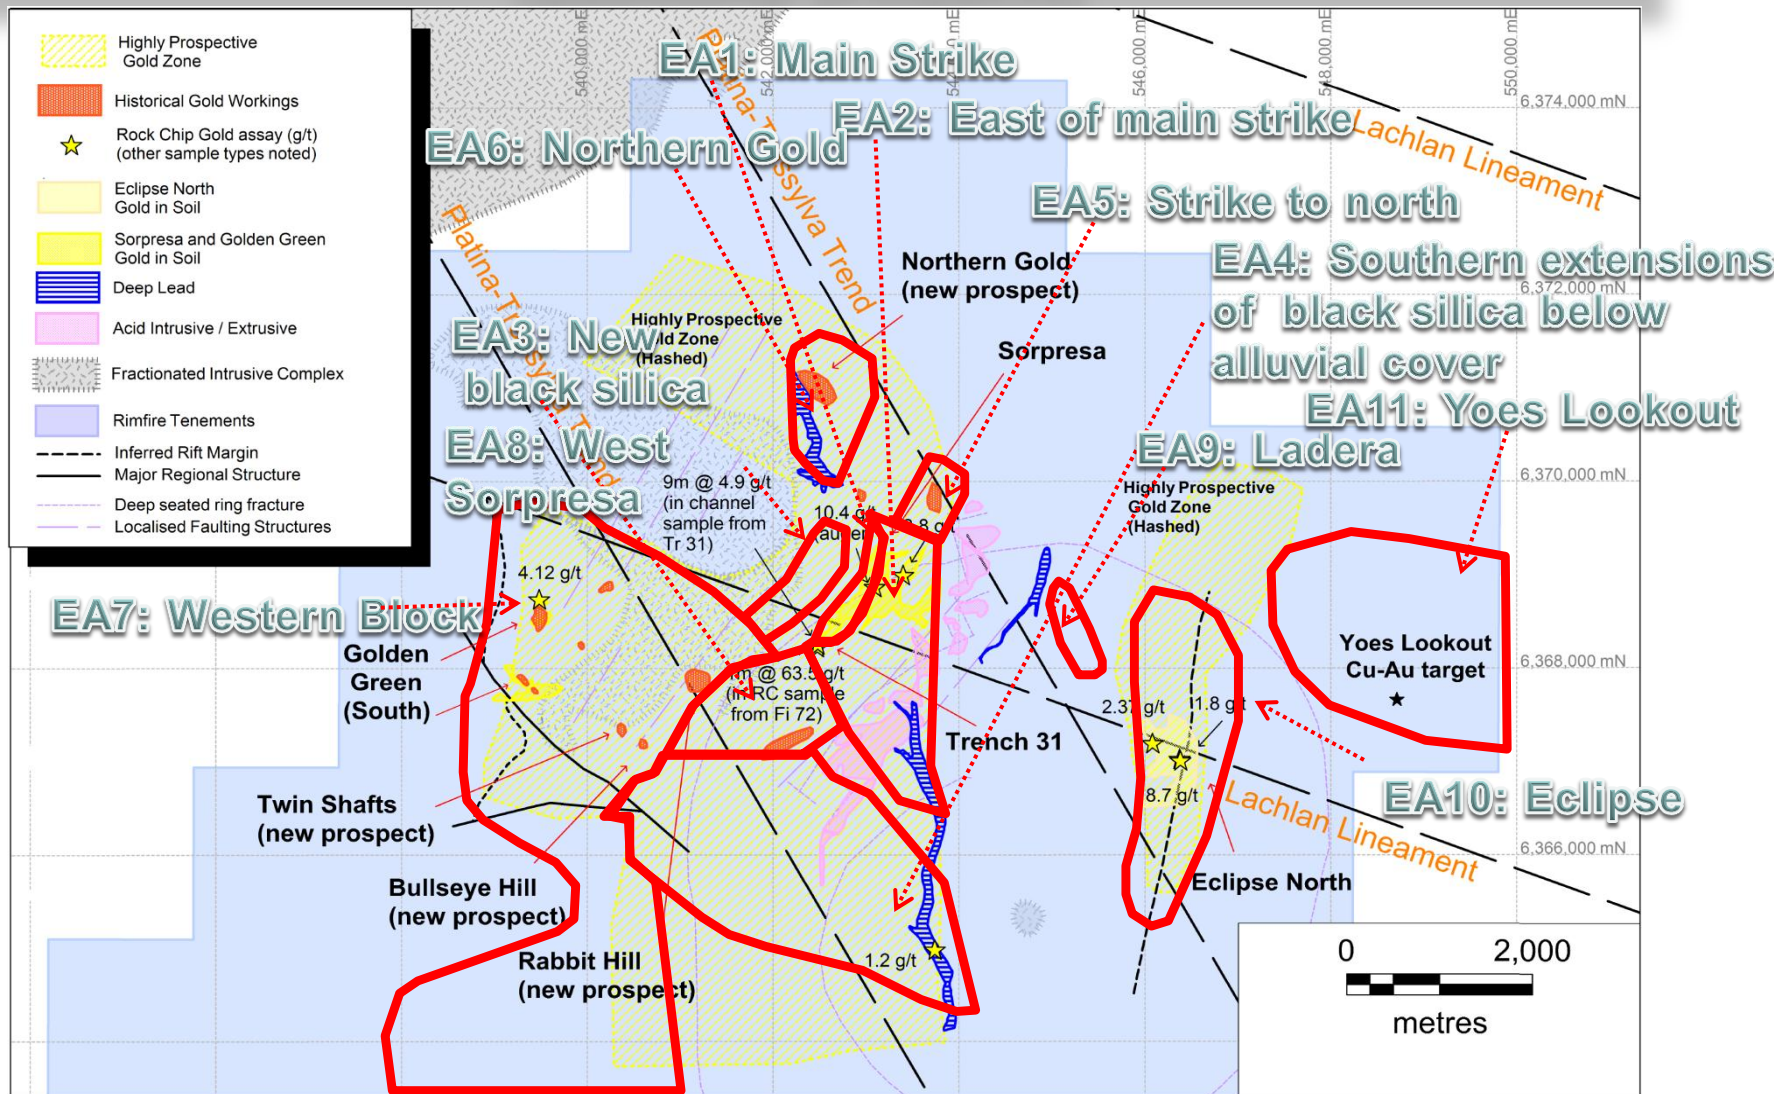 Highly Prospective
Gold Zone
Historical Gold Workings
Rock Chip Gold assay (g/t)
(other sample types noted)
Eclipse North
Gold in Soil
Sorpresa and Golden Green
Gold in Soil
Deep Lead
Acid Intrusive / Extrusive
Fractionated Intrusive Complex
Rimfire Tenements
Inferred Rift Margin
Major Regional Structure
Deep seated ring fracture
Localised Faulting Structures
542,000 mE
546,000 mE
550,000 mE
6,374,000 mN
6,372,000 mN
6,370,000 mN
6,368,000 mN
6,366,000 mN
EA1: Main Strike
EA2: East of main strike
EA6: Northern Gold
EA5: Strike to north
EA4: Southern extensions
of black silica below
alluvial cover
EA3: New
black silica
EA11: Yoes Lookout
EA9: Ladera
EA8: West
Sorpresa
EA7: Western Block
EA10: Eclipse
Lachlan Lineament
Trend
Northern Gold
(new prospect)
Highly Prospective
Zone
(Hashed)
Sorpresa
9m @ 4.9 g/t
(in channel
sample from
Tr 31)
10.4 g/t
Highly Prospective
Gold Zone
(Hashed)
4.12 g/t
Golden
Green
(South)
@ 63.5 g/t
RC sample
from Fi 72)
Yoes Lookout
Cu-Au target
2.37 g/t
1.8 g/t
8.7 g/t
Trench 31
Twin Shafts
(new prospect)
Lachlan Lineament
Bullseye Hill
(new prospect)
Eclipse North
Rabbit Hill
(new prospect)
1.2 g/t
0 2,000
metres